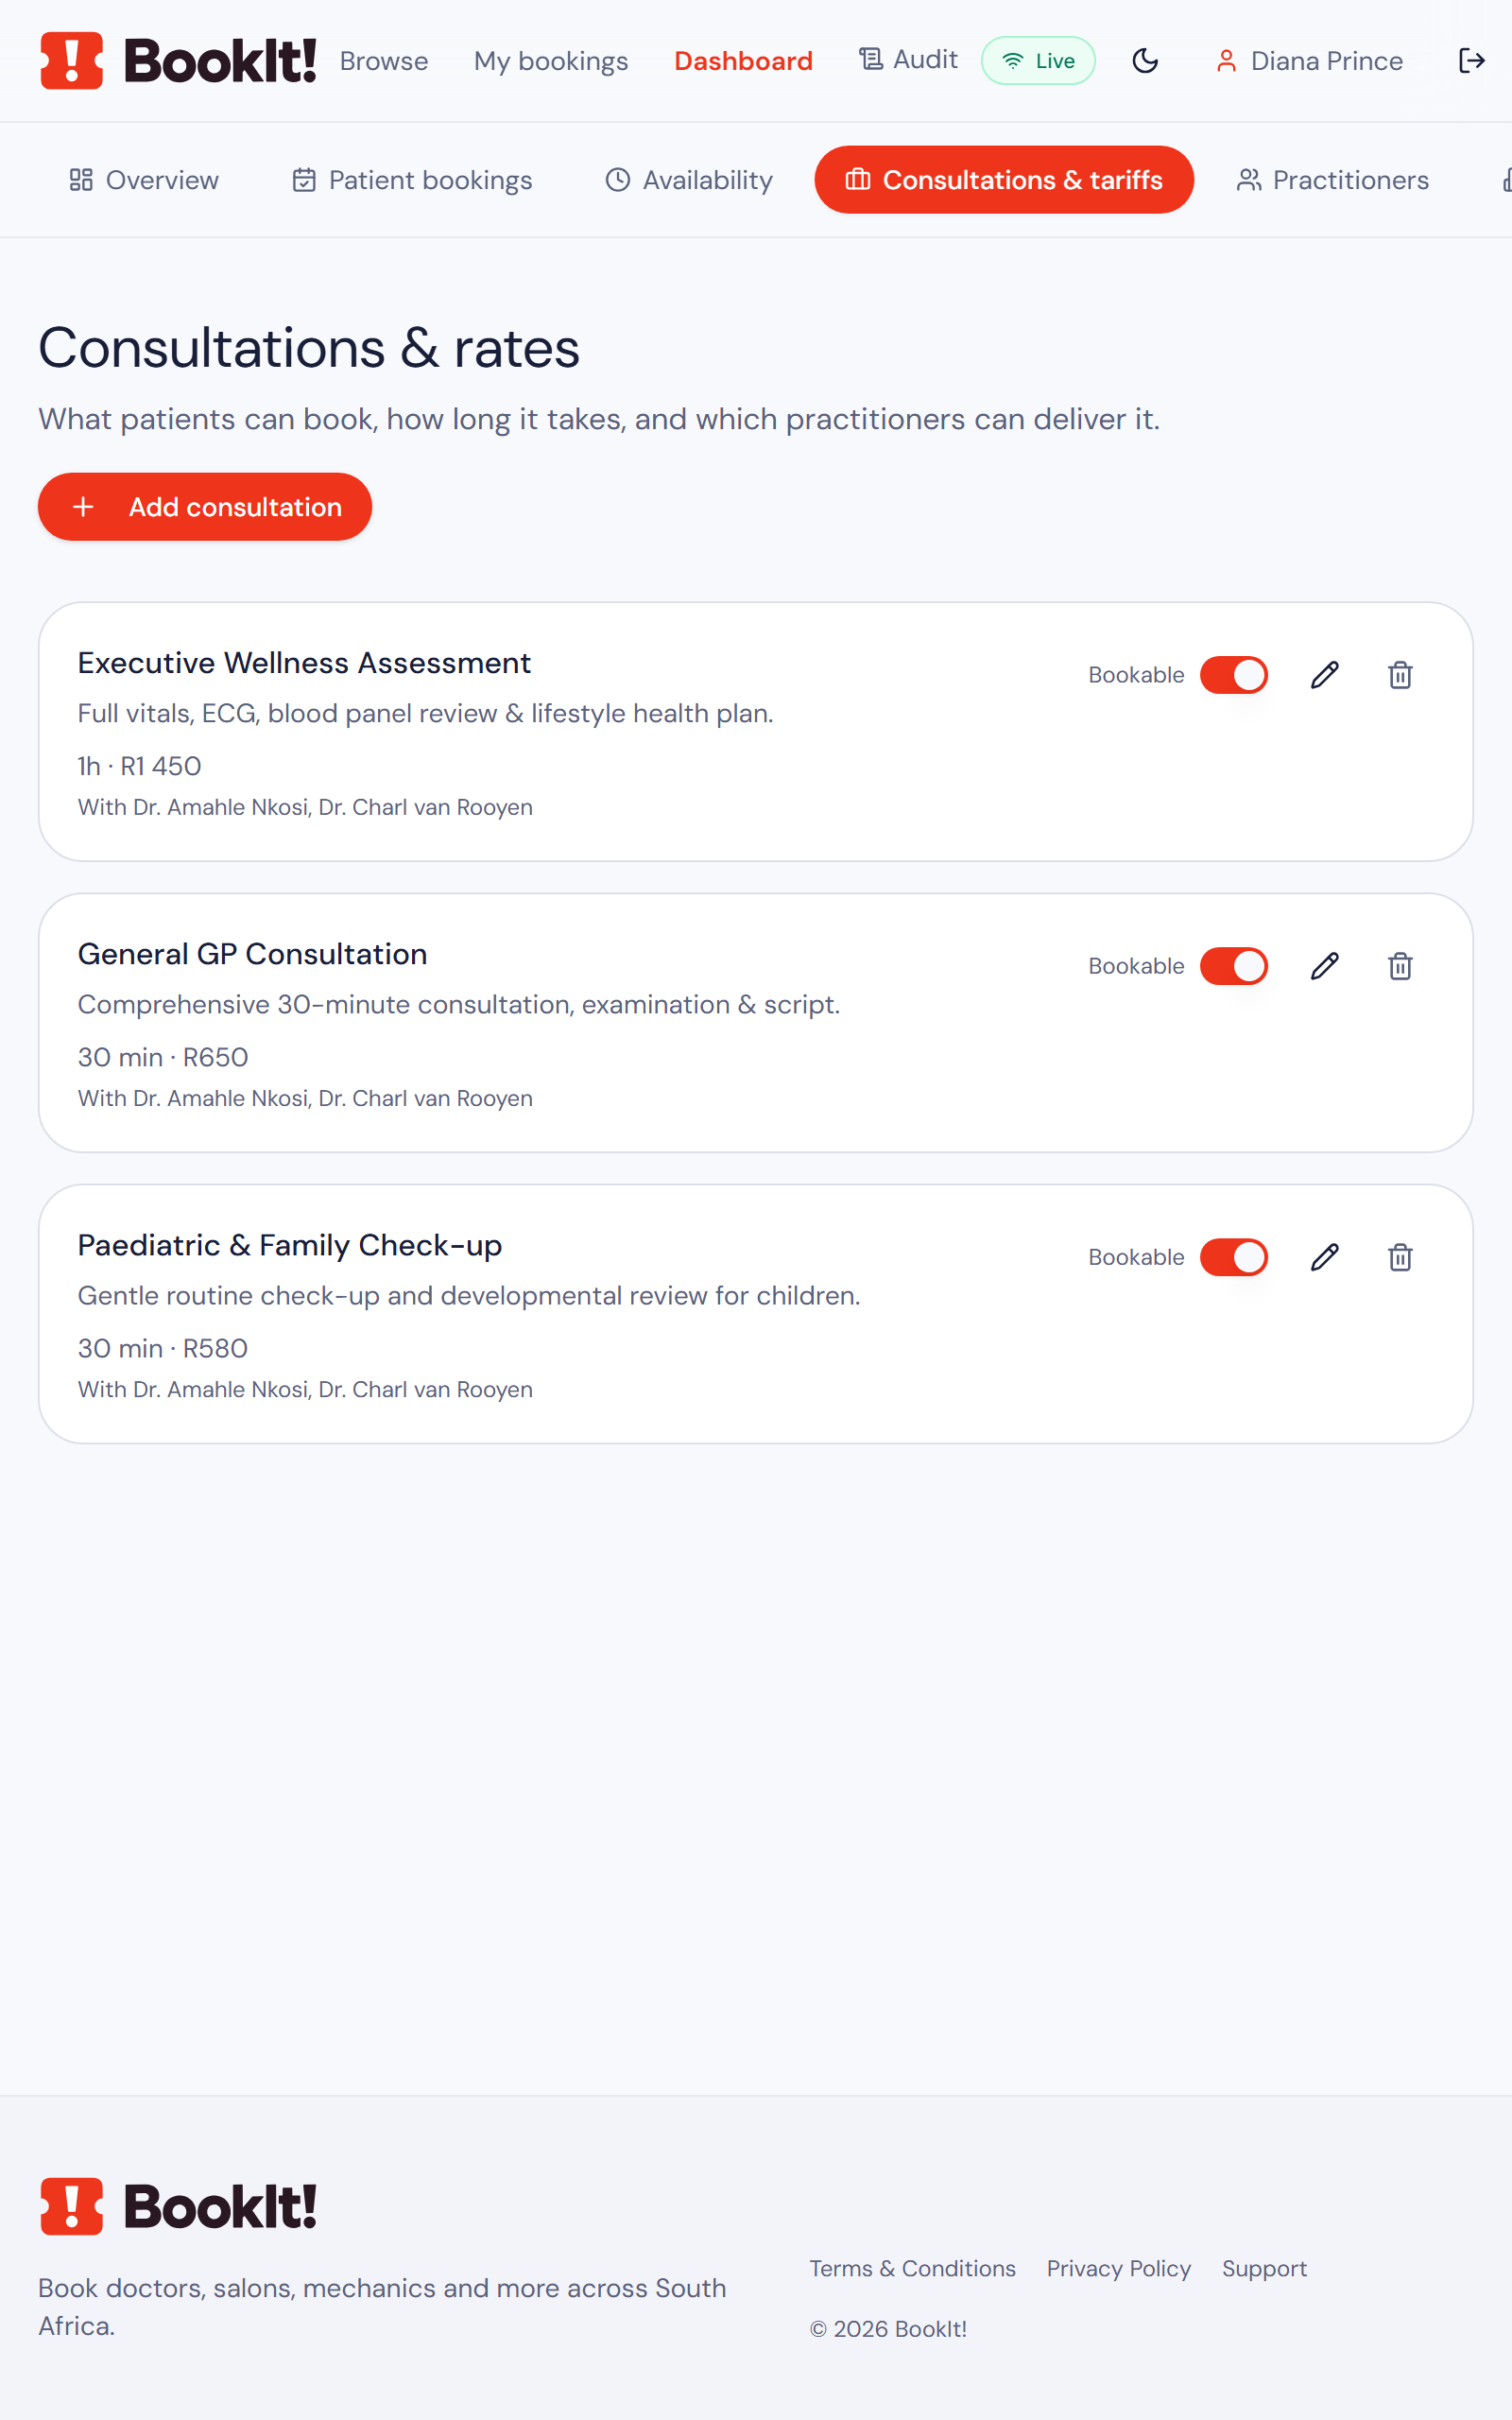 BookIt!
Browse
My bookings
Dashboard
Audit
Live
Diana Prince
Overview
Patient bookings
Availability
Consultations & tariffs
Practitioners
Consultations & rates
What patients can book, how long it takes, and which practitioners can deliver it.
Add consultation
Executive Wellness Assessment
Bookable
Full vitals, ECG, blood panel review & lifestyle health plan.
1h · R1 450
With Dr. Amahle Nkosi, Dr. Charl van Rooyen
General GP Consultation
Bookable
Comprehensive 30-minute consultation, examination & script.
30 min · R650
With Dr. Amahle Nkosi, Dr. Charl van Rooyen
Paediatric & Family Check-up
Bookable
Gentle routine check-up and developmental review for children.
30 min · R580
With Dr. Amahle Nkosi, Dr. Charl van Rooyen
BookIt!
Book doctors, salons, mechanics and more across South
Africa.
Terms & Conditions
Privacy Policy
Support
© 2026 BookIt!